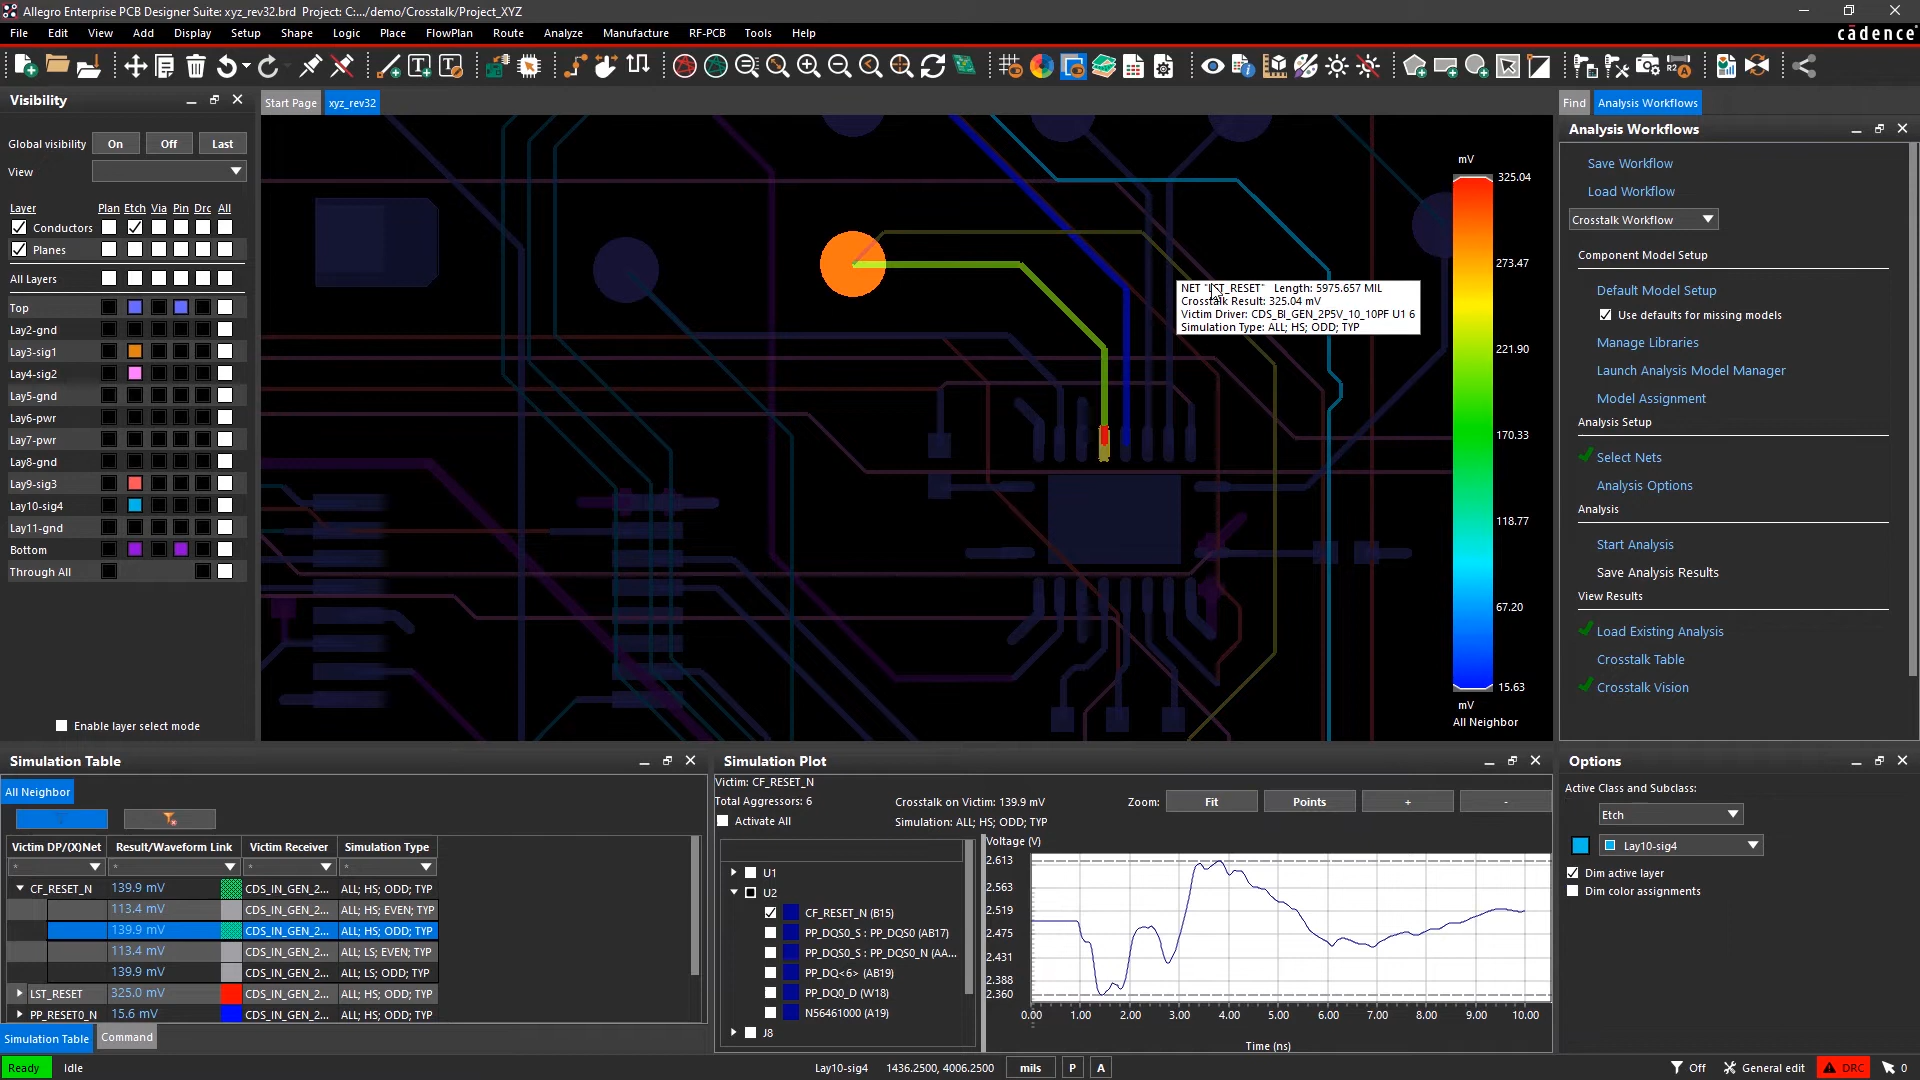 Allegro Enterprise PCB Designer Suite: xyz_rev32.brd  Project: C:.../demo/Crosstalk/Project_XYZ
File Edit View Add Display Setup Shape Logic Place FlowPlan Route Analyze Manufacture RF-PCB Tools Help
cādence
Visibility
Global visibility On Off Last
View
Layer Plan Etch Via Pin Drc All
Conductors
Planes
All Layers
Top
Lay2-gnd
Lay3-sig1
Lay4-sig2
Lay5-gnd
Lay6-pwr
Lay7-pwr
Lay8-gnd
Lay9-sig3
Lay10-sig4
Lay11-gnd
Bottom
Through All
Enable layer select mode
Start Page xyz_rev32
NET "LST_RESET" Length: 5975.657 MIL
Crosstalk Result: 325.04 mV
Victim Driver: CDS_BI_GEN_2P5V_10_10PF U1 6
Simulation Type: ALL; HS; ODD; TYP
mV
325.04
273.47
221.90
170.33
118.77
67.20
15.63
mV
All Neighbor
Find Analysis Workflows
Analysis Workflows
Save Workflow
Load Workflow
Crosstalk Workflow
Component Model Setup
Default Model Setup
Use defaults for missing models
Manage Libraries
Launch Analysis Model Manager
Model Assignment
Analysis Setup
Select Nets
Analysis Options
Analysis
Start Analysis
Save Analysis Results
View Results
Load Existing Analysis
Crosstalk Table
Crosstalk Vision
Simulation Table
All Neighbor
Victim DP/(X)Net Result/Waveform Link Victim Receiver Simulation Type
* * * *
CF_RESET_N 139.9 mV CDS_IN_GEN_2... ALL; HS; ODD; TYP
113.4 mV CDS_IN_GEN_2... ALL; HS; EVEN; TYP
139.9 mV CDS_IN_GEN_2... ALL; HS; ODD; TYP
113.4 mV CDS_IN_GEN_2... ALL; LS; EVEN; TYP
139.9 mV CDS_IN_GEN_2... ALL; LS; ODD; TYP
LST_RESET 325.0 mV CDS_IN_GEN_2... ALL; HS; ODD; TYP
PP_RESET0_N 15.6 mV CDS_IN_GEN_2... ALL; HS; ODD; TYP
Simulation Table Command
Simulation Plot
Victim: CF_RESET_N
Total Aggressors: 6 Crosstalk on Victim: 139.9 mV
Activate All Simulation: ALL; HS; ODD; TYP
Zoom: Fit Points + -
U1
U2
CF_RESET_N (B15)
PP_DQS0_S : PP_DQS0 (AB17)
PP_DQS0_S : PP_DQS0_N (AA...
PP_DQ<6> (AB19)
PP_DQ0_D (W18)
N56461000 (A19)
J8
Voltage (V)
2.613
2.563
2.519
2.475
2.431
2.388
2.360
0.00 1.00 2.00 3.00 4.00 5.00 6.00 7.00 8.00 9.00 10.00
Time (ns)
Options
Active Class and Subclass:
Etch
Lay10-sig4
Dim active layer
Dim color assignments
Ready Idle Lay10-sig4 1436.2500, 4006.2500 mils P A Off General edit DRC 0